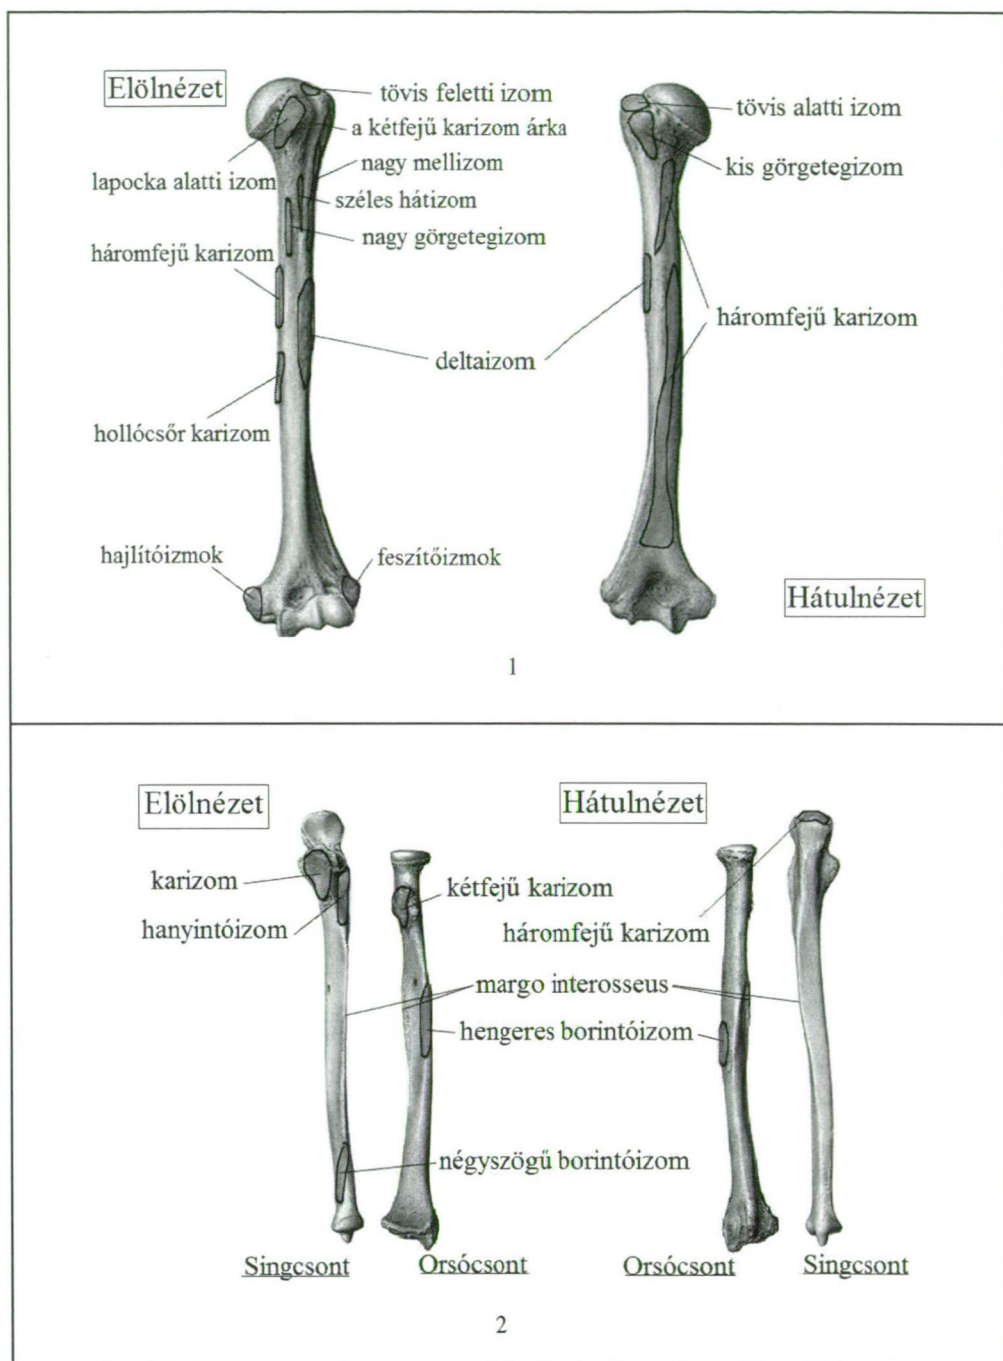 Elölnézet
tövis feletti izom
a kétfejű karizom árka
nagy mellizom
lapocka alatti izom
széles hátizom
nagy görgetegizom
háromfejű karizom
deltaizom
hollócsőr karizom
hajlítóizmok
feszítőizmok
tövis alatti izom
kis görgetegizom
háromfejű karizom
Hátulnézet
1
Elölnézet
Hátulnézet
karizom
kétfejű karizom
hanyintóizom
háromfejű karizom
margo interosseus
hengeres borintóizom
négyszögű borintóizom
Singcsont
Orsócsont
Orsócsont
Singcsont
2